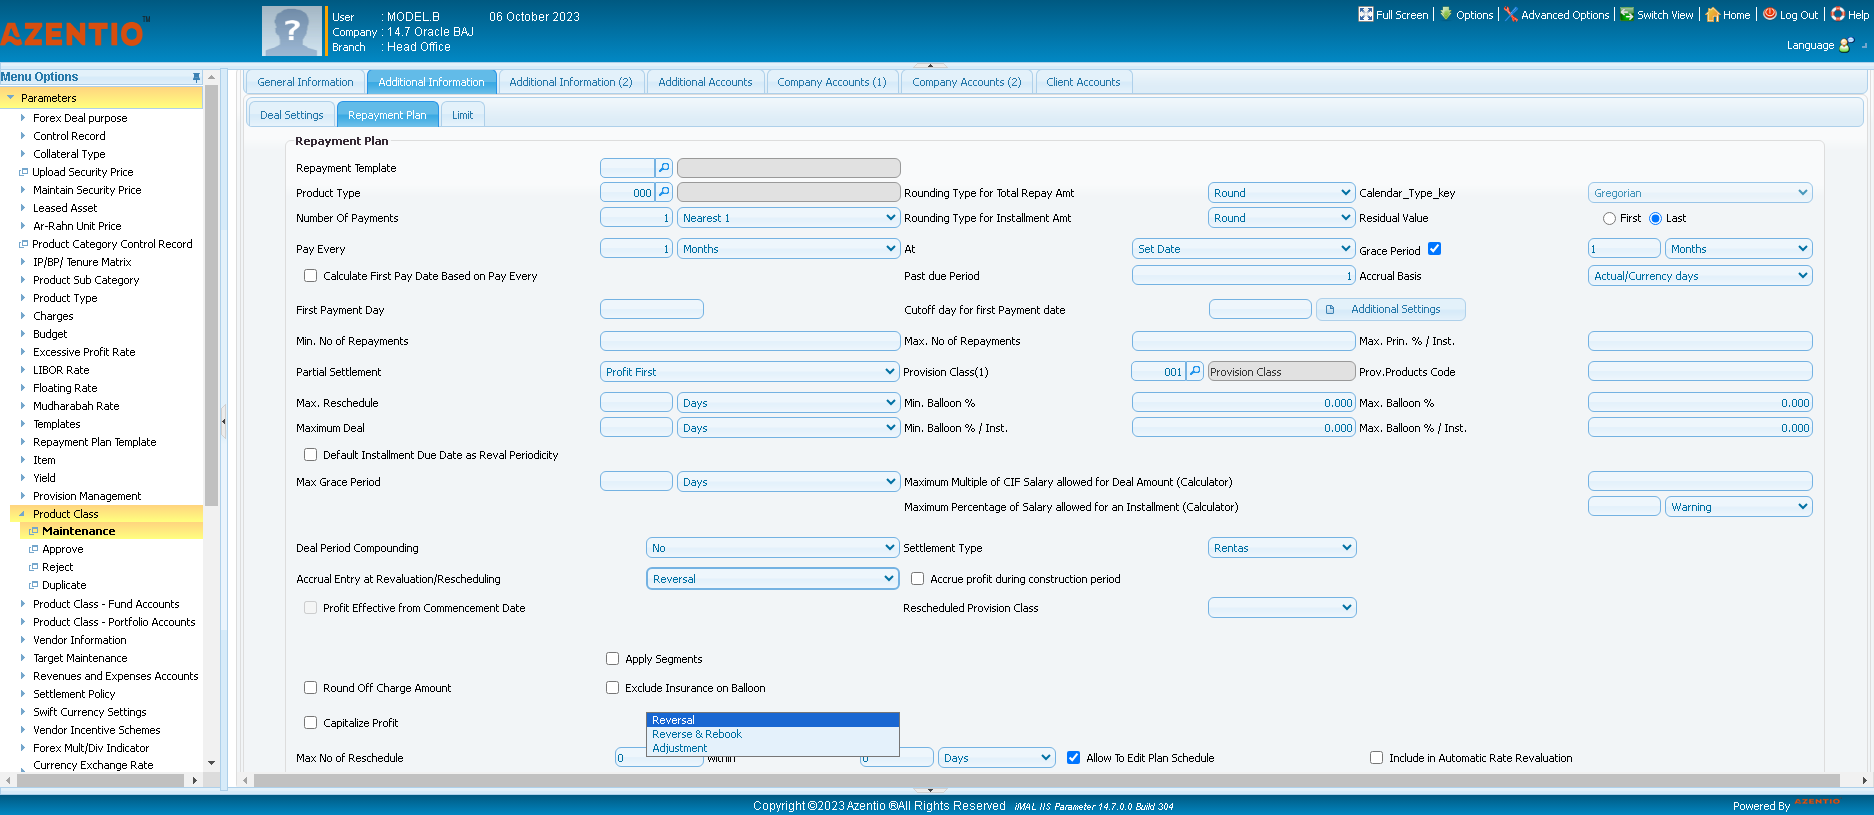 AZENTIO™
User : MODEL.B 06 October 2023
Company : 14.7 Oracle BAJ
Branch : Head Office
Full Screen Options Advanced Options Switch View Home Log Out Help
Language
Menu Options
Parameters
Forex Deal purpose
Control Record
Collateral Type
Upload Security Price
Maintain Security Price
Leased Asset
Ar-Rahn Unit Price
Product Category Control Record
IP/BP/ Tenure Matrix
Product Sub Category
Product Type
Charges
Budget
Excessive Profit Rate
LIBOR Rate
Floating Rate
Mudharabah Rate
Templates
Repayment Plan Template
Item
Yield
Provision Management
Product Class
Maintenance
Approve
Reject
Duplicate
Product Class - Fund Accounts
Product Class - Portfolio Accounts
Vendor Information
Target Maintenance
Revenues and Expenses Accounts
Settlement Policy
Swift Currency Settings
Vendor Incentive Schemes
Forex Mult/Div Indicator
Currency Exchange Rate
General Information Additional Information Additional Information (2) Additional Accounts Company Accounts (1) Company Accounts (2) Client Accounts
Deal Settings Repayment Plan Limit
Repayment Plan
Repayment Template
Product Type 000 Rounding Type for Total Repay Amt Round Calendar_Type_key Gregorian
Number Of Payments 1 Nearest 1 Rounding Type for Installment Amt Round Residual Value First Last
Pay Every 1 Months At Set Date Grace Period 1 Months
Calculate First Pay Date Based on Pay Every Past due Period 1 Accrual Basis Actual/Currency days
First Payment Day Cutoff day for first Payment date Additional Settings
Min. No of Repayments Max. No of Repayments Max. Prin. % / Inst.
Partial Settlement Profit First Provision Class(1) 001 Provision Class Prov.Products Code
Max. Reschedule Days Min. Balloon % 0.000 Max. Balloon % 0.000
Maximum Deal Days Min. Balloon % / Inst. 0.000 Max. Balloon % / Inst. 0.000
Default Installment Due Date as Reval Periodicity
Max Grace Period Days Maximum Multiple of CIF Salary allowed for Deal Amount (Calculator)
Maximum Percentage of Salary allowed for an Installment (Calculator) Warning
Deal Period Compounding No Settlement Type Rentas
Accrual Entry at Revaluation/Rescheduling Reversal Accrue profit during construction period
Profit Effective from Commencement Date Rescheduled Provision Class
Apply Segments
Round Off Charge Amount Exclude Insurance on Balloon
Capitalize Profit
Reversal
Reverse & Rebook
Adjustment
Max No of Reschedule 0 within 0 Days Allow To Edit Plan Schedule Include in Automatic Rate Revaluation
Copyright ©2023 Azentio ®All Rights Reserved iMAL IIS Parameter 14.7.0.0 Build 304
Powered By AZENTIO